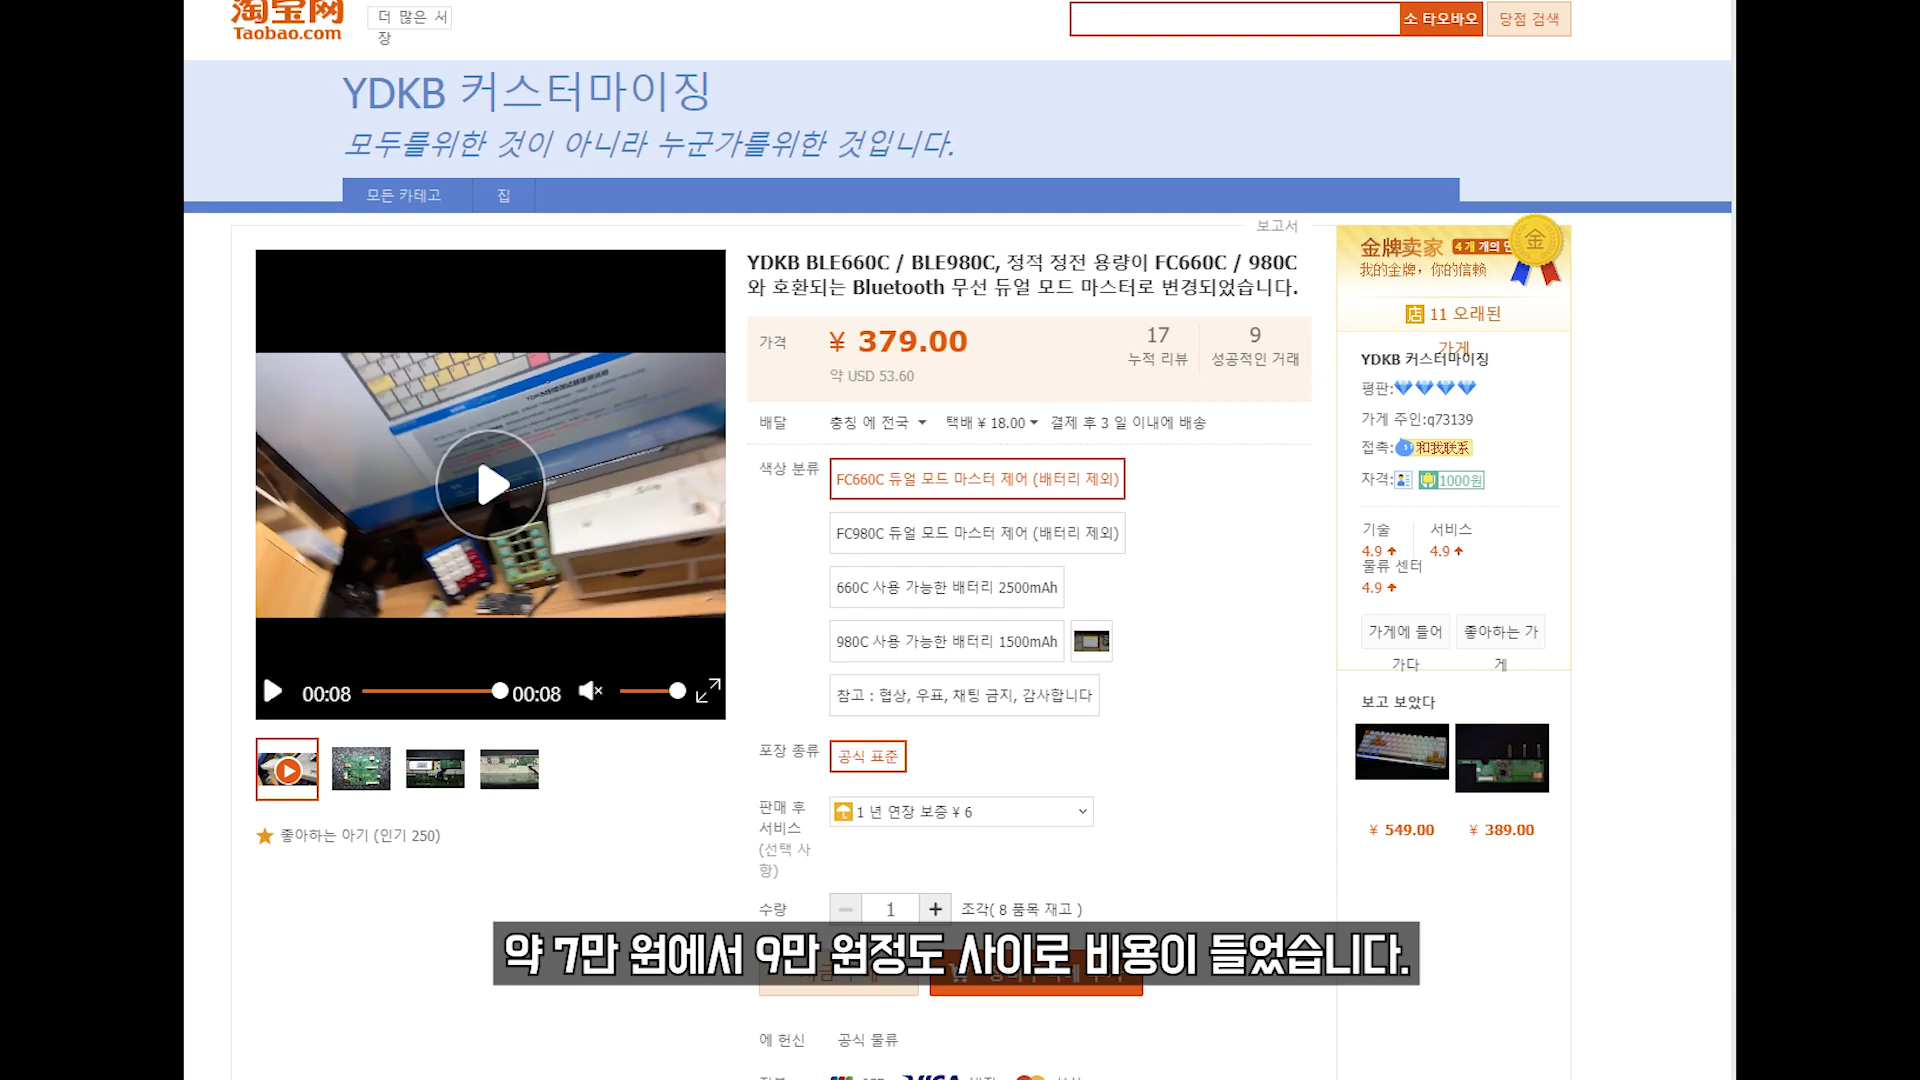 淘宝网
Taobao.com
더 많은 서
장
소 타오바오
당점 검색
YDKB 커스터마이징
모두를위한 것이 아니라 누군가를위한 것입니다.
모든 카테고
집
보고서
YDKB BLE660C / BLE980C, 정적 정전 용량이 FC660C / 980C
와 호환되는 Bluetooth 무선 듀얼 모드 마스터로 변경되었습니다.
가격
¥ 379.00
약 USD 53.60
17
누적 리뷰
9
성공적인 거래
배달
충칭 에 전국
택배 ¥ 18.00
결제 후 3 일 이내에 배송
색상 분류
FC660C 듀얼 모드 마스터 제어 (배터리 제외)
FC980C 듀얼 모드 마스터 제어 (배터리 제외)
660C 사용 가능한 배터리 2500mAh
980C 사용 가능한 배터리 1500mAh
참고 : 협상, 우표, 채팅 금지, 감사합니다
포장 종류
공식 표준
판매 후
서비스
(선택 사
항)
1 년 연장 보증 ¥ 6
수량
1
조각( 8 품목 재고 )
00:08
00:08
좋아하는 아기 (인기 250)
金牌卖家
4 개 개의
我的金牌，你的信赖
金
店 11 오래된
가게
YDKB 커스터마이징
평판:
가게 주인:q73139
접촉:
和我联系
자격:
1000원
기술
서비스
4.9
4.9
물류 센터
4.9
가게에 들어
가다
좋아하는 가
게
보고 보았다
¥ 549.00
¥ 389.00
약 7만 원에서 9만 원정도 사이로 비용이 들었습니다.
에 헌신
공식 물류
VISA